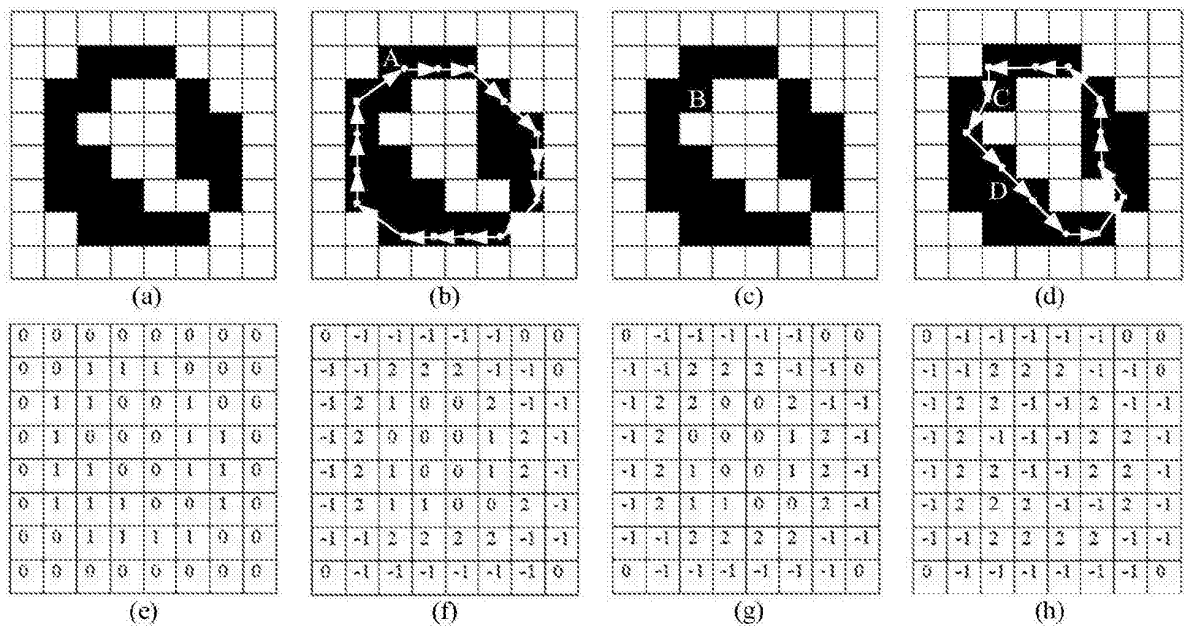 A
B
C
D
(a) (b) (c) (d)
0 0 0 0 0 0 0 0
0 0 1 1 1 0 0 0
0 1 1 0 0 1 0 0
0 1 0 0 0 1 1 0
0 1 1 0 0 1 1 0
0 1 1 1 0 0 1 0
0 0 1 1 1 1 0 0
0 0 0 0 0 0 0 0
(e)
0 -1 -1 -1 -1 -1 0 0
-1 -1 2 2 2 -1 -1 0
-1 2 1 0 0 2 -1 -1
-1 2 0 0 0 1 2 -1
-1 2 1 0 0 1 2 -1
-1 2 1 1 0 0 2 -1
-1 -1 2 2 2 2 -1 -1
0 -1 -1 -1 -1 -1 -1 0
(f)
0 -1 -1 -1 -1 -1 0 0
-1 -1 2 2 2 -1 -1 0
-1 2 2 0 0 2 -1 -1
-1 2 0 0 0 1 2 -1
-1 2 1 0 0 1 2 -1
-1 2 1 1 0 0 2 -1
-1 -1 2 2 2 2 -1 -1
0 -1 -1 -1 -1 -1 -1 0
(g)
0 -1 -1 -1 -1 -1 0 0
-1 -1 2 2 2 -1 -1 0
-1 2 2 -1 -1 2 -1 -1
-1 2 -1 -1 -1 2 2 -1
-1 2 2 -1 -1 2 2 -1
-1 2 2 2 -1 -1 2 -1
-1 -1 2 2 2 2 -1 -1
0 -1 -1 -1 -1 -1 -1 0
(h)